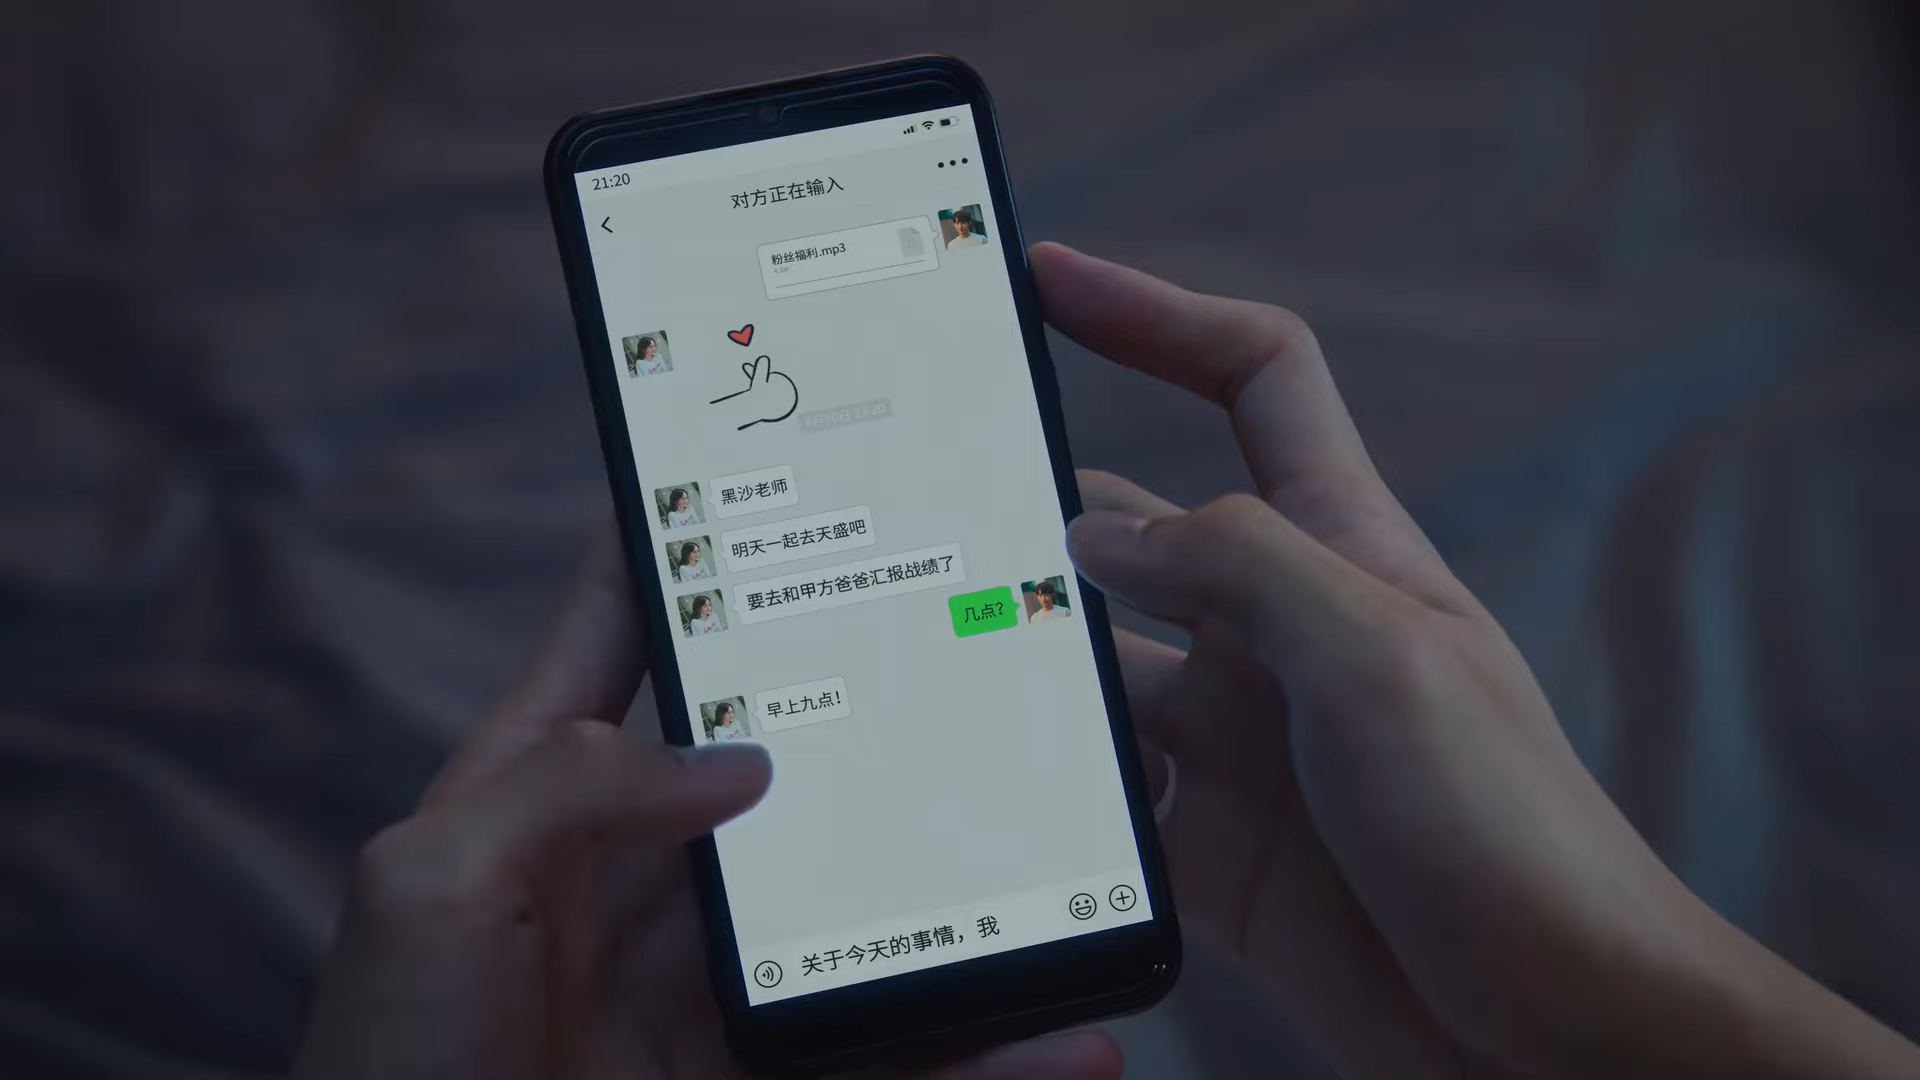 21:20
对方正在输入
粉丝福利.mp3
黑沙老师
明天一起去天盛吧
要去和甲方爸爸汇报战绩了
几点？
早上九点！
关于今天的事情，我